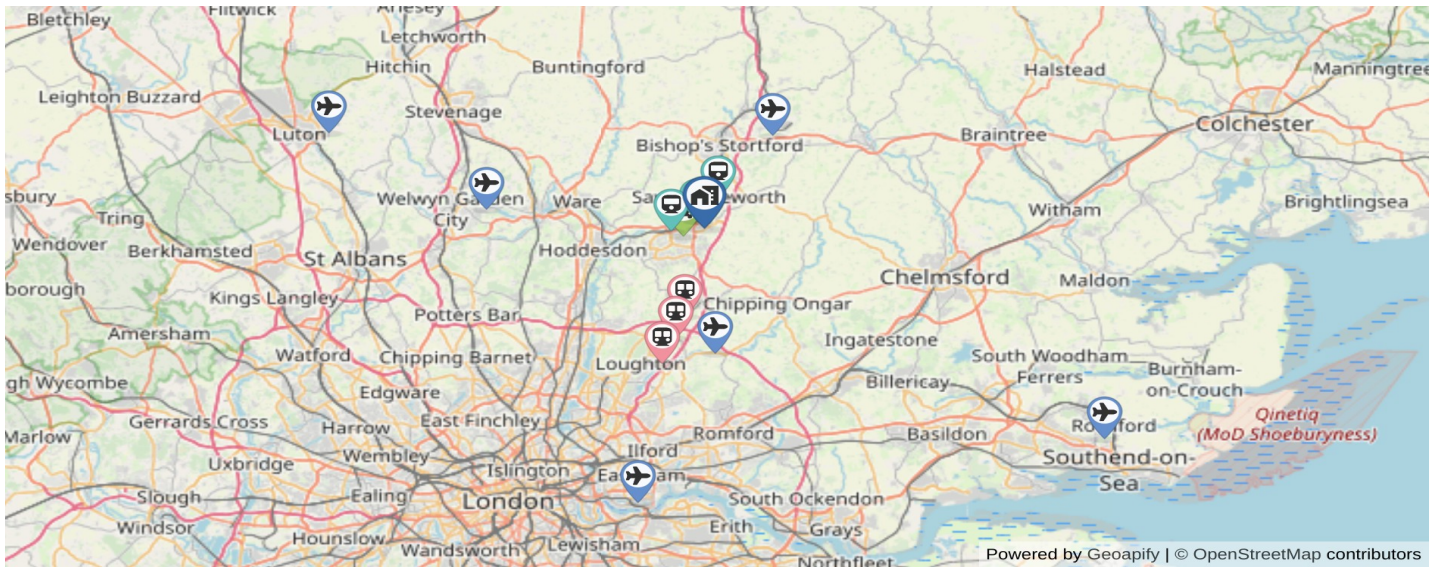 Bletchley
Letchworth
Hitchin
Buntingford
Halstead
Leighton Buzzard
Stevenage
Luton
Braintree
Colchester
Bishop's Stortford
Welwyn Garden
City
Ware
Tring
Witham
Brightlingsea
Wendover
Berkhamsted
St Albans
Hoddesdon
Chelmsford
Maldon
Kings Langley
Potters Bar
Chipping Ongar
Amersham
Watford
Chipping Barnet
Loughton
Ingatestone
South Woodham
Ferrers
Burnham-
on-Crouch
Edgware
Billericay
Gerrards Cross
Harrow
East Finchley
Romford
Basildon
Qinetiq
(MoD Shoeburyness)
Marlow
Wembley
Uxbridge
Islington
Ilford
Southend-on-
Sea
Slough
Ealing
London
South Ockendon
Windsor
Hounslow
Wandsworth
Lewisham
Erith
Grays
Northfleet
Powered by Geoapify | © OpenStreetMap contributors